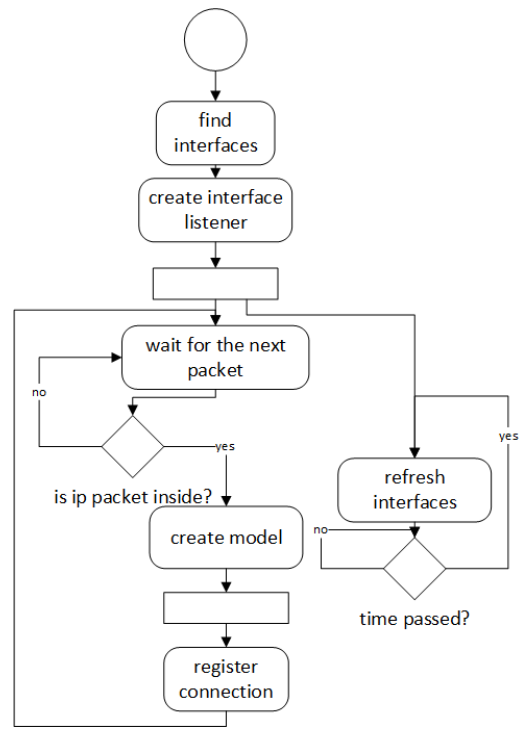 find
interfaces
create interface
listener
wait for the next
packet
no
yes
is ip packet inside?
create model
register
connection
yes
refresh
interfaces
no
time passed?